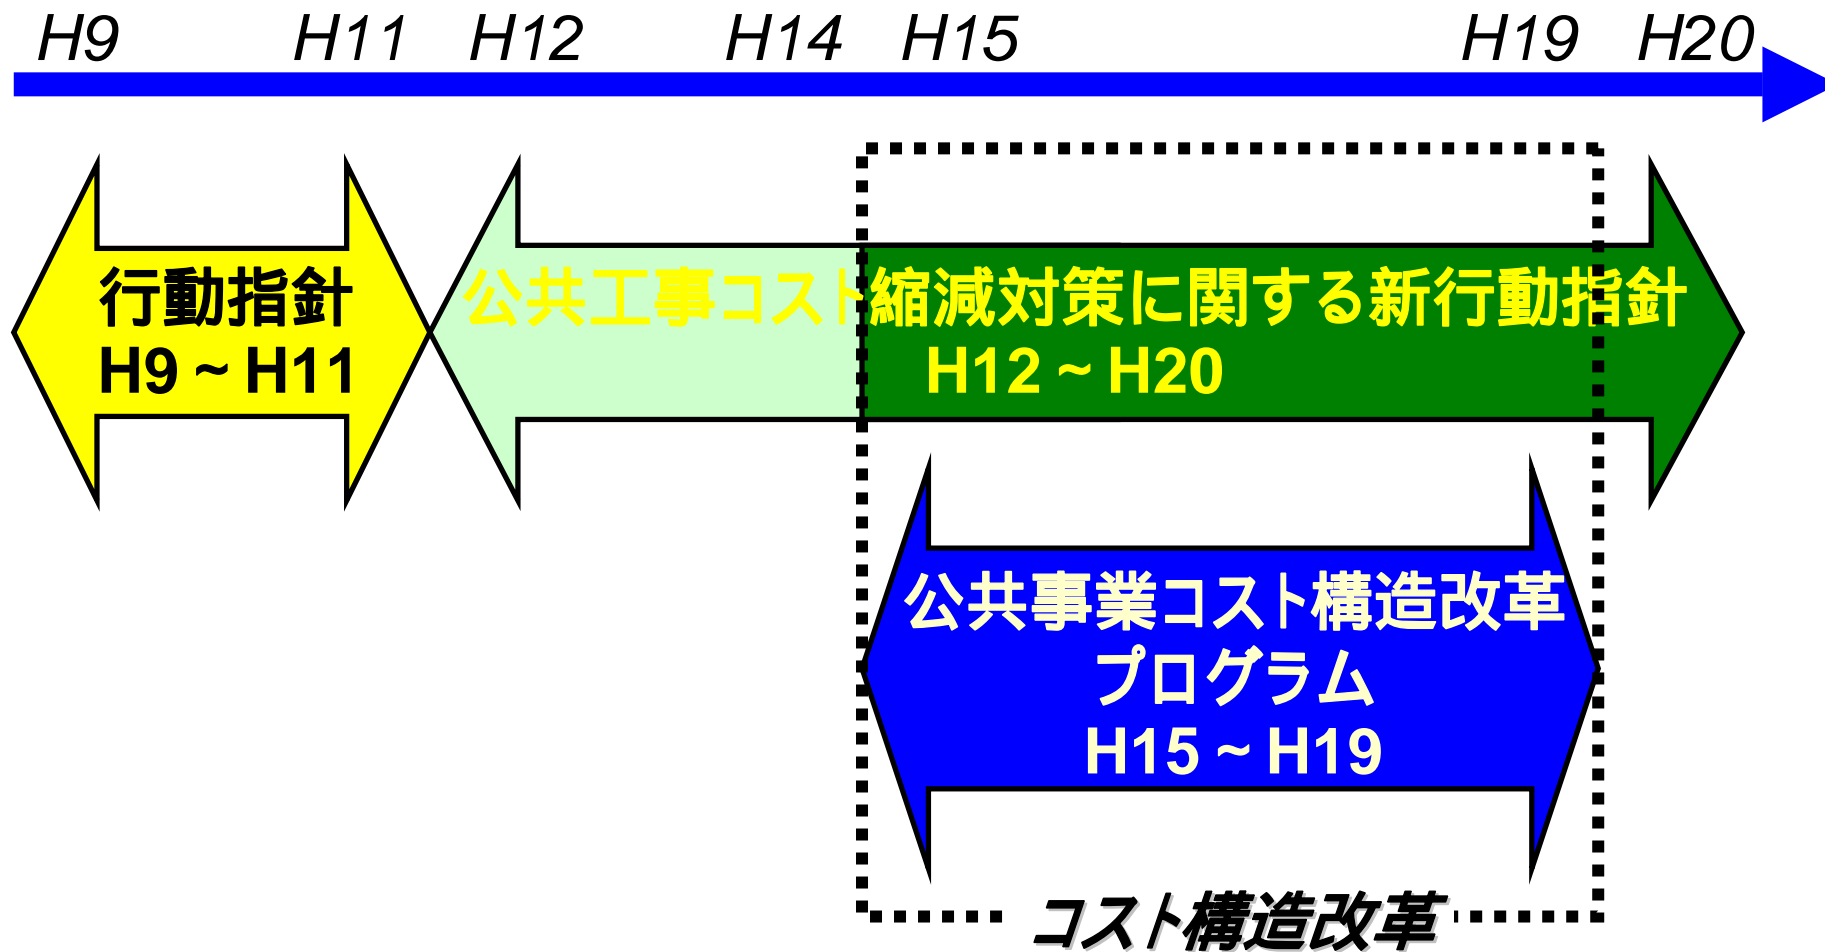 H9 H11 H12 H14 H15 H19 H20
行動指針
H9 ~ H11
公共工事コスト縮減対策に関する新行動指針
H12 ~ H20
公共事業コスト構造改革
プログラム
H15 ~ H19
コスト構造改革